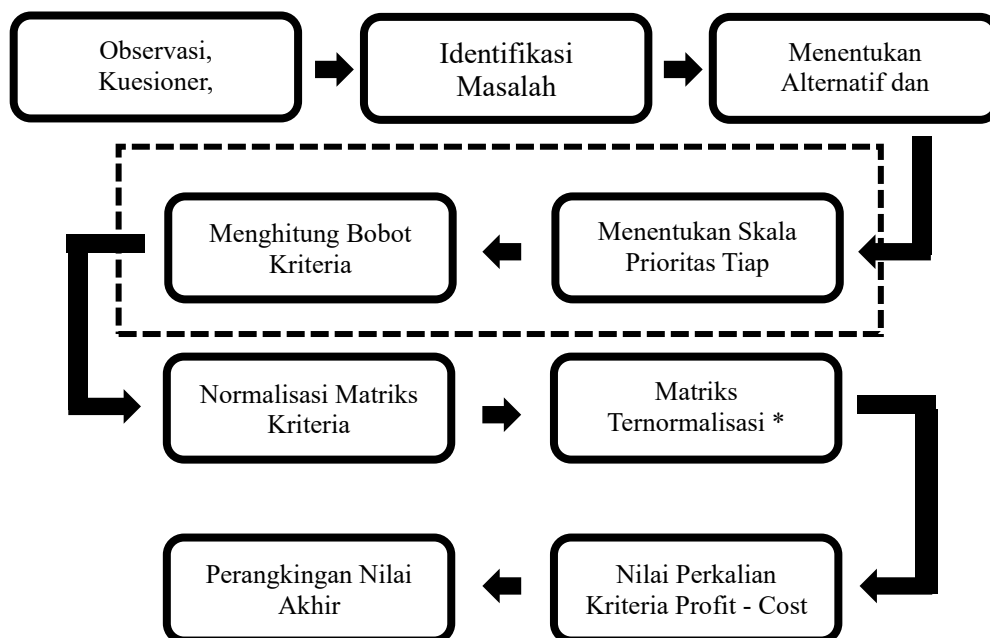 Observasi,
Kuesioner,
Identifikasi
Masalah
Menentukan
Alternatif dan
Menentukan Skala
Prioritas Tiap
Menghitung Bobot
Kriteria
Normalisasi Matriks
Kriteria
Matriks
Ternormalisasi *
Nilai Perkalian
Kriteria Profit - Cost
Perangkingan Nilai
Akhir